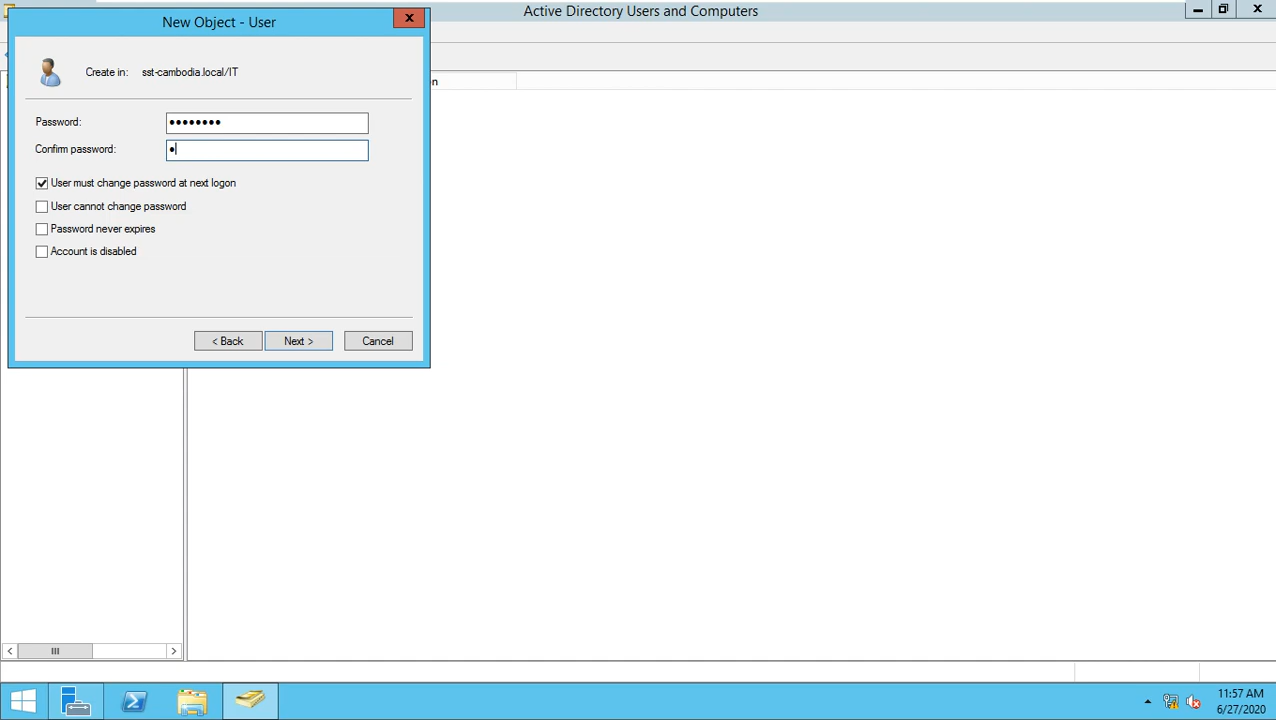 Active Directory Users and Computers
New Object - User
Create in: sst-cambodia.local/IT
on
Password: ••••••••
Confirm password: •
User must change password at next logon
User cannot change password
Password never expires
Account is disabled
< Back Next > Cancel
11:57 AM
6/27/2020